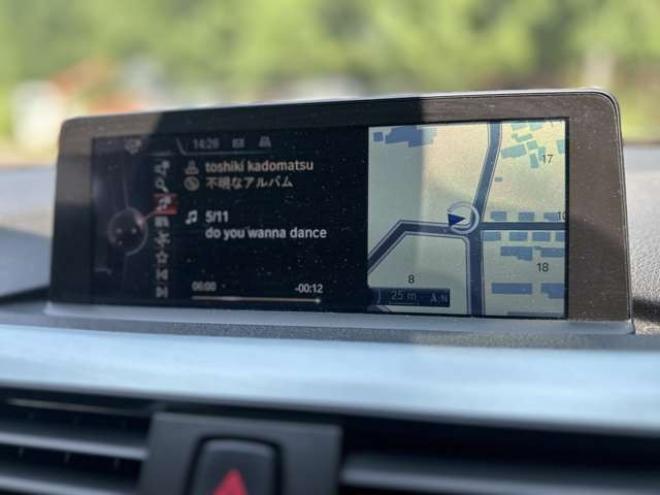 14:26
toshiki kadomatsu
不明なアルバム
5/11
do you wanna dance
06:00
-00:12
17
18
8
25 m